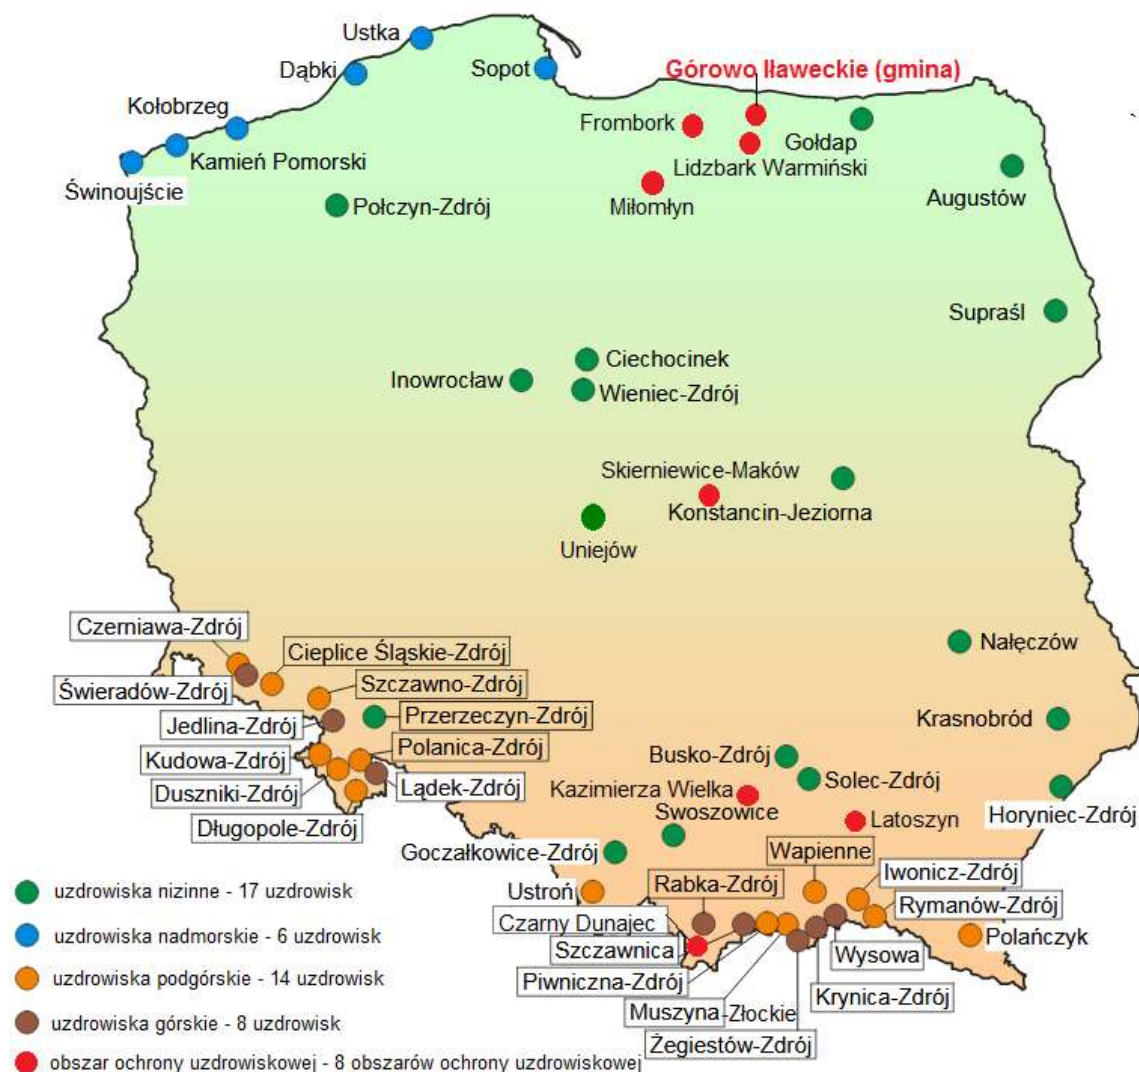 Ustka
Dąbki
Sopot
Górowo Iławeckie (gmina)
Kołobrzeg
Frombork
Gołdap
Kamień Pomorski
Lidzbark Warmiński
Świnoujście
Augustów
Połczyn-Zdrój
Miłomłyn
Supraśl
Ciechocinek
Inowrocław
Wieniec-Zdrój
Skierniewice-Maków
Konstancin-Jeziorna
Uniejów
Czerniawa-Zdrój
Cieplice Śląskie-Zdrój
Nałęczów
Świeradów-Zdrój
Szczawno-Zdrój
Jedlina-Zdrój
Przerzeczyn-Zdrój
Krasnobród
Kudowa-Zdrój
Polanica-Zdrój
Busko-Zdrój
Duszniki-Zdrój
Lądek-Zdrój
Kazimierza Wielka
Solec-Zdrój
Swoszowice
Długopole-Zdrój
Latoszyn
Horyniec-Zdrój
Goczałkowice-Zdrój
Wapienne
Iwonicz-Zdrój
Rabka-Zdrój
Ustroń
Rymanów-Zdrój
Czarny Dunajec
Polańczyk
Szczawnica
Wysowa
Piwniczna-Zdrój
Krynica-Zdrój
Muszyna-Złockie
Żegiestów-Zdrój
uzdrowiska nizinne - 17 uzdrowisk
uzdrowiska nadmorskie - 6 uzdrowisk
uzdrowiska podgórskie - 14 uzdrowisk
uzdrowiska górskie - 8 uzdrowisk
obszar ochrony uzdrowiskowej - 8 obszarów ochrony uzdrowiskowej